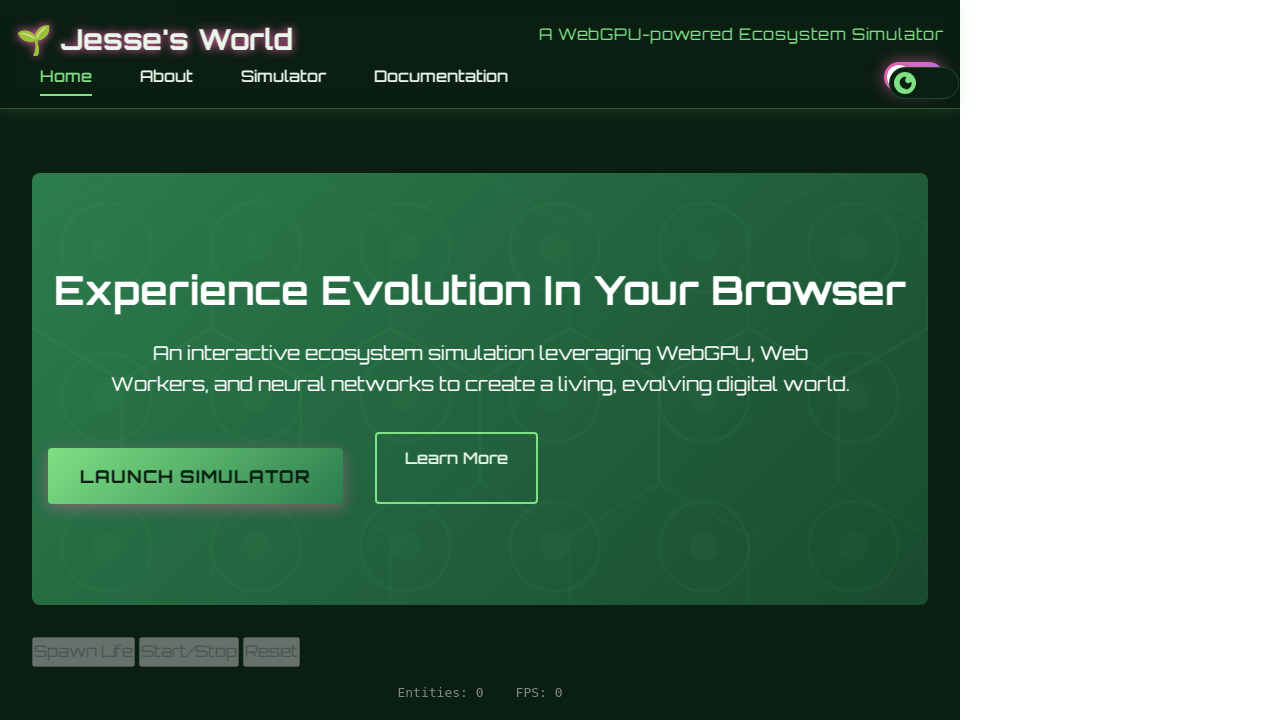 Jesse's World
A WebGPU-powered Ecosystem Simulator
Home About Simulator Documentation
Experience Evolution In Your Browser
An interactive ecosystem simulation leveraging WebGPU, Web
Workers, and neural networks to create a living, evolving digital world.
LAUNCH SIMULATOR
Learn More
Spawn Life Start/Stop Reset
Entities: 0 FPS: 0